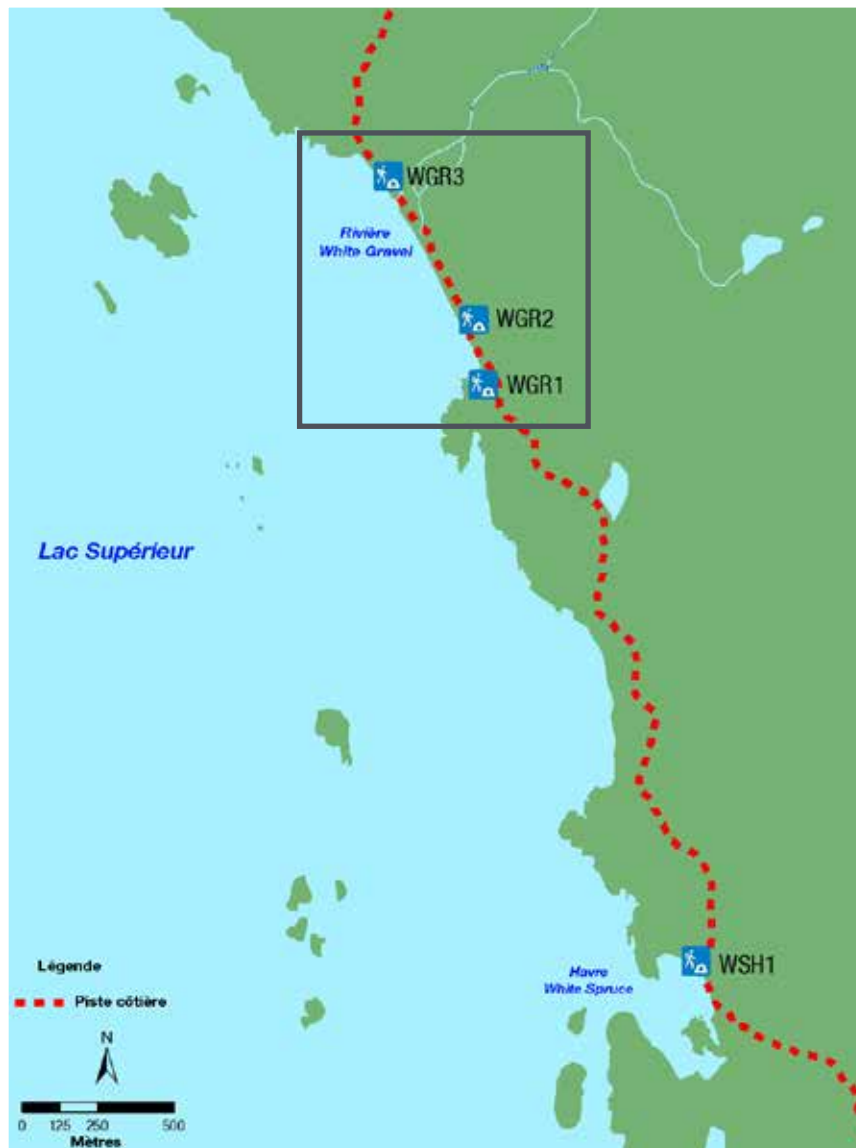 WGR3
Rivière
White Gravel
WGR2
WGR1
Lac Supérieur
WSH1
Havre
White Spruce
Légende
Piste côtière
N
0 125 250 500
Mètres